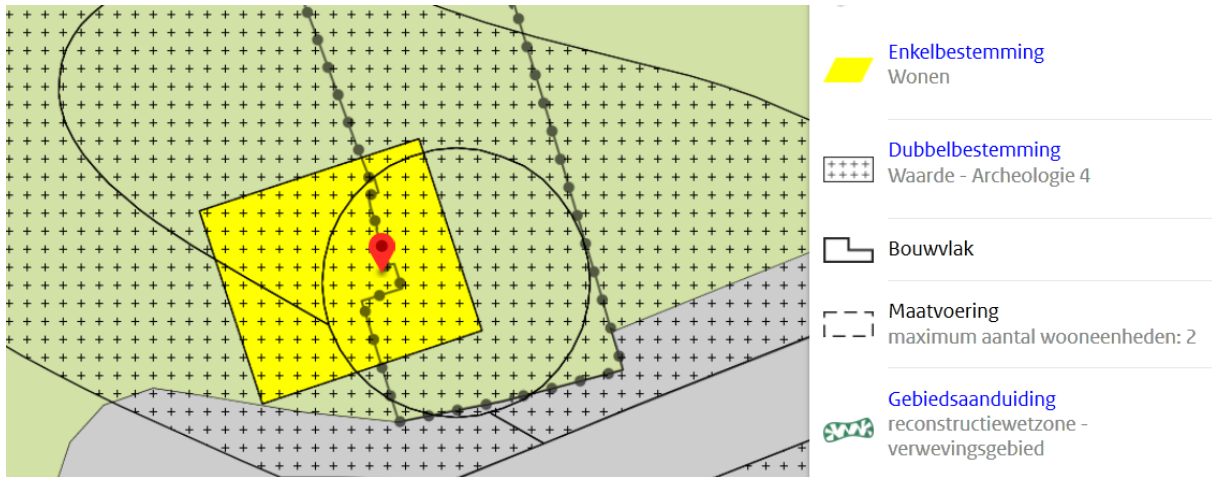 Enkelbestemming
Wonen
Dubbelbestemming
Waarde - Archeologie 4
Bouwvlak
Maatvoering
maximum aantal wooneenheden: 2
Gebiedsaanduiding
reconstructiewetzone -
verwevingsgebied